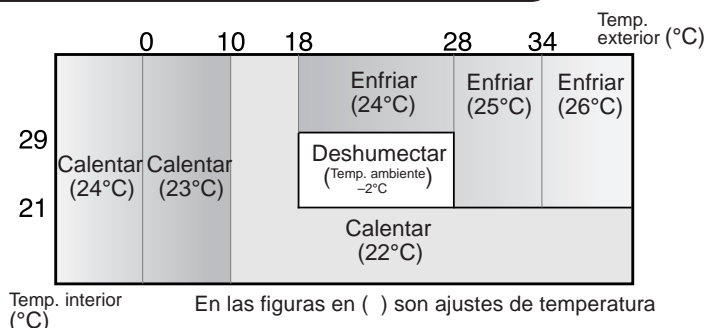 Temp.
exterior (°C)
0 10 18 28 34
Enfriar
(24°C)
Enfriar
(25°C)
Enfriar
(26°C)
29
Calentar
(24°C)
Calentar
(23°C)
Deshumectar
(Temp. ambiente)
–2°C
21
Calentar
(22°C)
Temp. interior
(°C)
En las figuras en ( ) son ajustes de temperatura